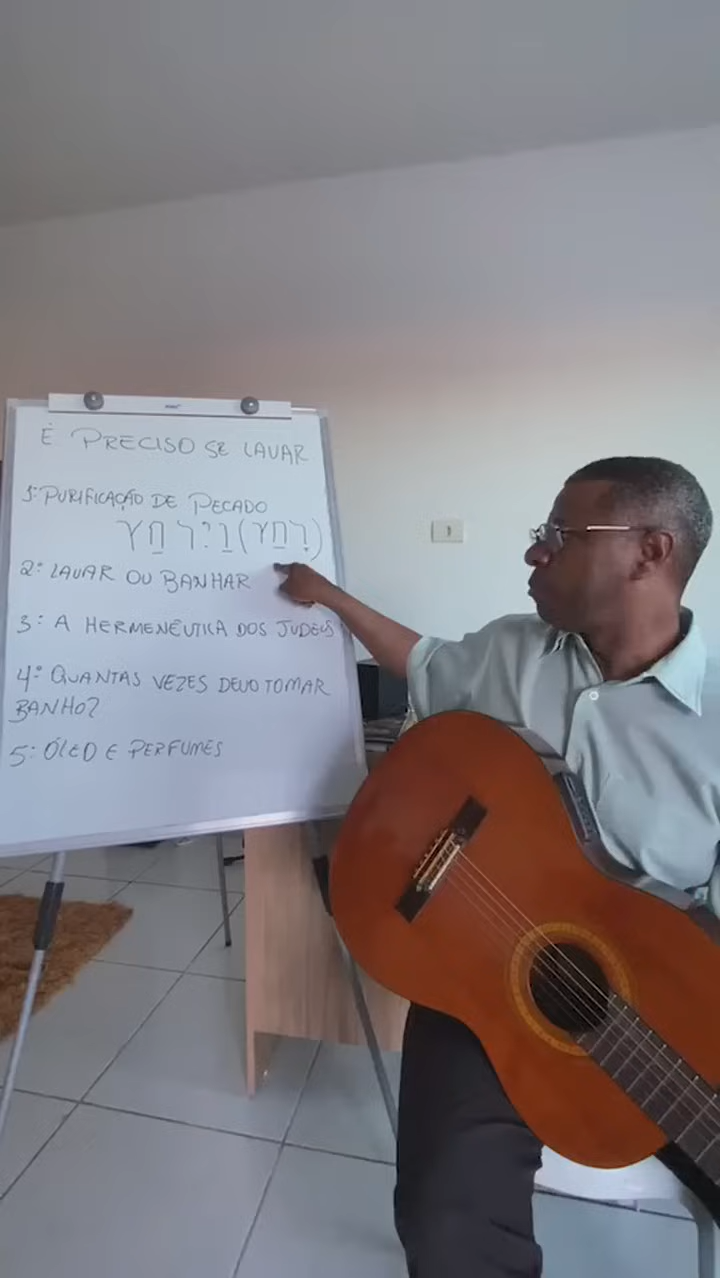 É PRECISO SE LAVAR
1º PURIFICAÇÃO DE PECADO
וַיִּרְחַץ (רָחַץ)
2º LAVAR OU BANHAR
3º A HERMENÊUTICA DOS JUDEUS
4º QUANTAS VEZES DEVO TOMAR
BANHO?
5º ÓLEO E PERFUMES